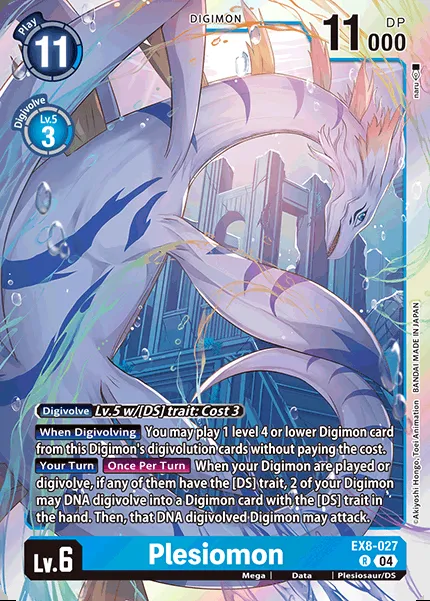 Play
11
DIGIMON
11000
DP
naru
Digivolve
Lv.5
3
Digivolve Lv.5 w/[DS] trait: Cost 3
When Digivolving You may play 1 level 4 or lower Digimon card
from this Digimon's digivolution cards without paying the cost.
Your Turn Once Per Turn When your Digimon are played or
digivolve, if any of them have the [DS] trait, 2 of your Digimon
may DNA digivolve into a Digimon card with the [DS] trait in
the hand. Then, that DNA digivolved Digimon may attack.
©Akiyoshi Hongo, Toei Animation BANDAI MADE IN JAPAN
Lv.6
Plesiomon
EX8-027
R 04
Mega | Data | Plesiosaur/DS